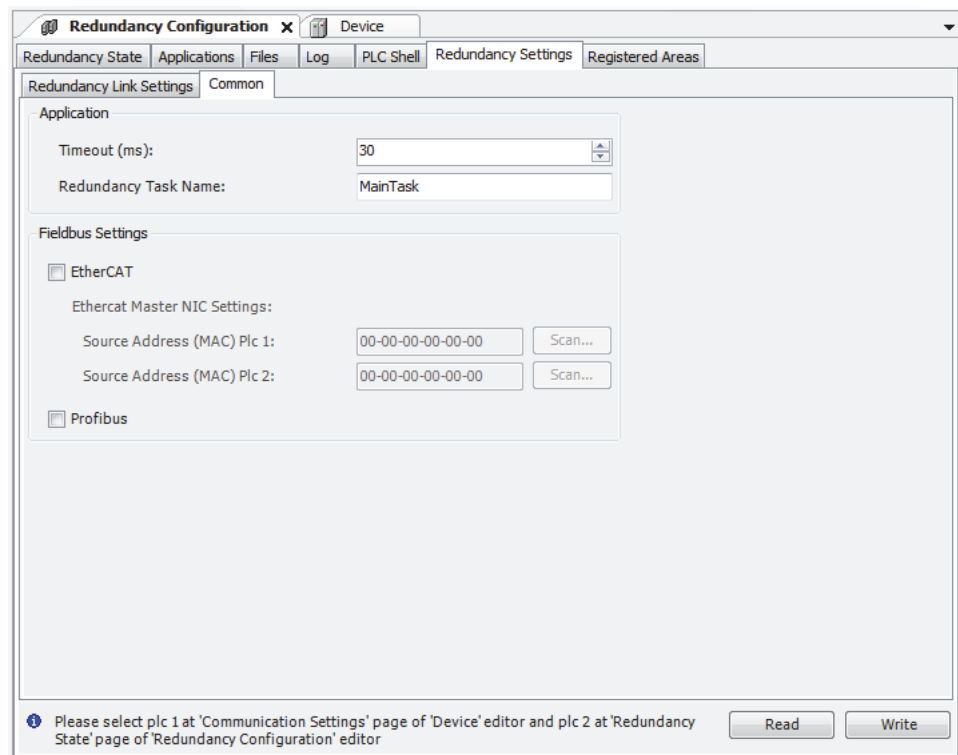 Redundancy Configuration X Device
Redundancy State Applications Files Log PLC Shell Redundancy Settings Registered Areas
Redundancy Link Settings Common
Application
Timeout (ms): 30
Redundancy Task Name: MainTask
Fieldbus Settings
EtherCAT
Ethercat Master NIC Settings:
Source Address (MAC) Plc 1: 00-00-00-00-00-00 Scan...
Source Address (MAC) Plc 2: 00-00-00-00-00-00 Scan...
Profibus
Please select plc 1 at 'Communication Settings' page of 'Device' editor and plc 2 at 'Redundancy
State' page of 'Redundancy Configuration' editor
Read Write